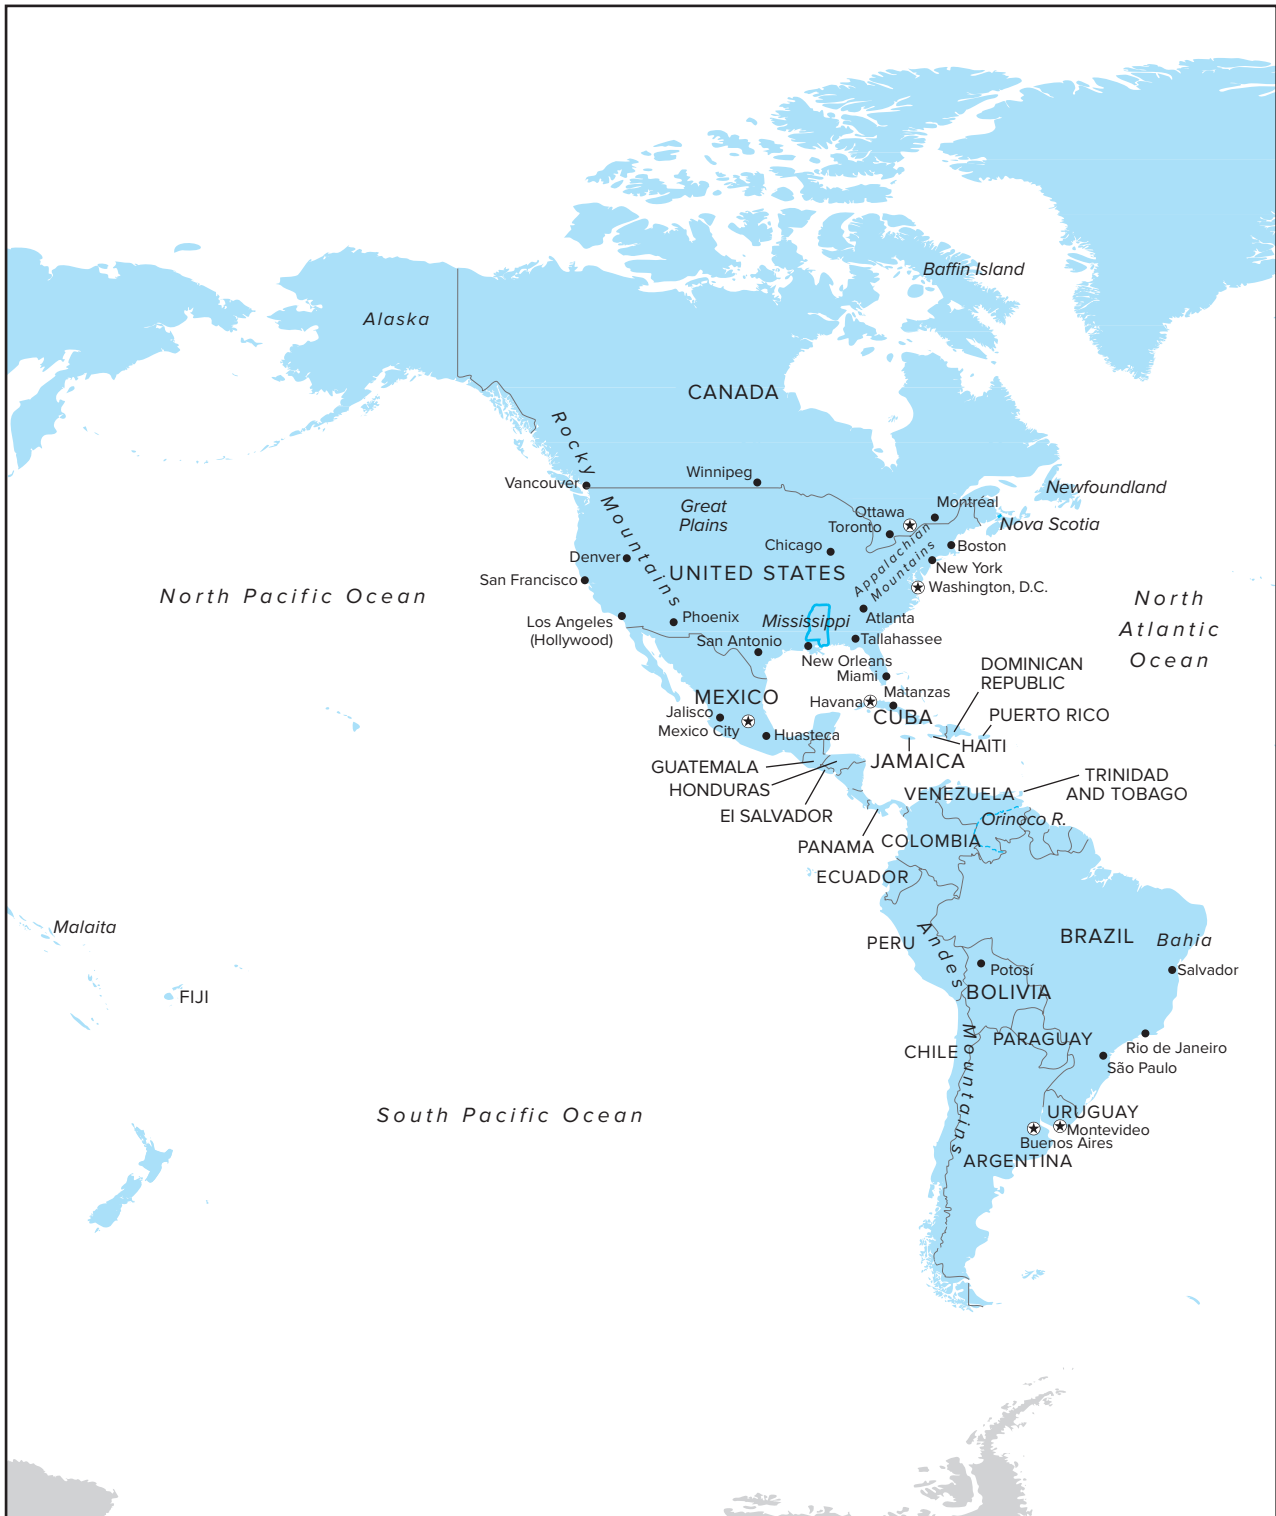 Baffin Island
Alaska
CANADA
Rocky Mountains
Winnipeg
Vancouver
Newfoundland
Great
Plains
Montréal
Ottawa
Nova Scotia
Toronto
Chicago
Boston
Denver
Appalachian
Mountains
New York
UNITED STATES
San Francisco
Washington, D.C.
North Pacific Ocean
North
Atlantic
Ocean
Los Angeles
(Hollywood)
Phoenix
Mississippi
Atlanta
San Antonio
Tallahassee
New Orleans
Miami
DOMINICAN
REPUBLIC
MEXICO
Matanzas
Havana
Jalisco
CUBA
PUERTO RICO
Mexico City
Huasteca
HAITI
GUATEMALA
JAMAICA
HONDURAS
TRINIDAD
AND TOBAGO
VENEZUELA
El SALVADOR
Orinoco R.
PANAMA
COLOMBIA
ECUADOR
Malaita
Andes Mountains
PERU
BRAZIL
Bahia
Potosí
Salvador
FIJI
BOLIVIA
PARAGUAY
CHILE
Rio de Janeiro
São Paulo
South Pacific Ocean
URUGUAY
Montevideo
Buenos Aires
ARGENTINA